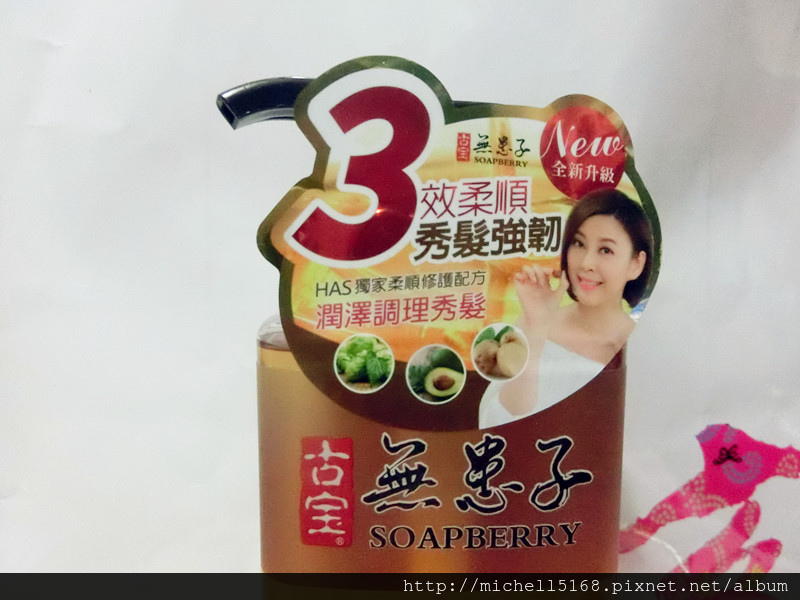 3
古宝 無患子
SOAPBERRY
New
全新升級
效柔順
秀髮強韌
HAS獨家柔順修護配方
潤澤調理秀髮
古宝®
無患子
SOAPBERRY
http://michell5168.pixnet.net/album